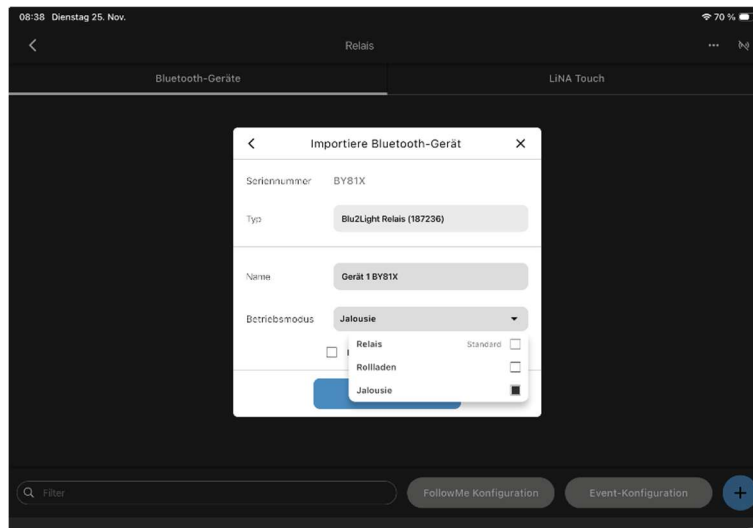 08:38 Dienstag 25. Nov.
70 %
Relais
Bluetooth-Geräte
LiNA Touch
Importiere Bluetooth-Gerät
Seriennummer BY81X
Typ Blu2Light Relais (187236)
Name Gerät 1 BY81X
Betriebsmodus Jalousie
Relais Standard
Rollladen
Jalousie
Filter
FollowMe Konfiguration
Event-Konfiguration